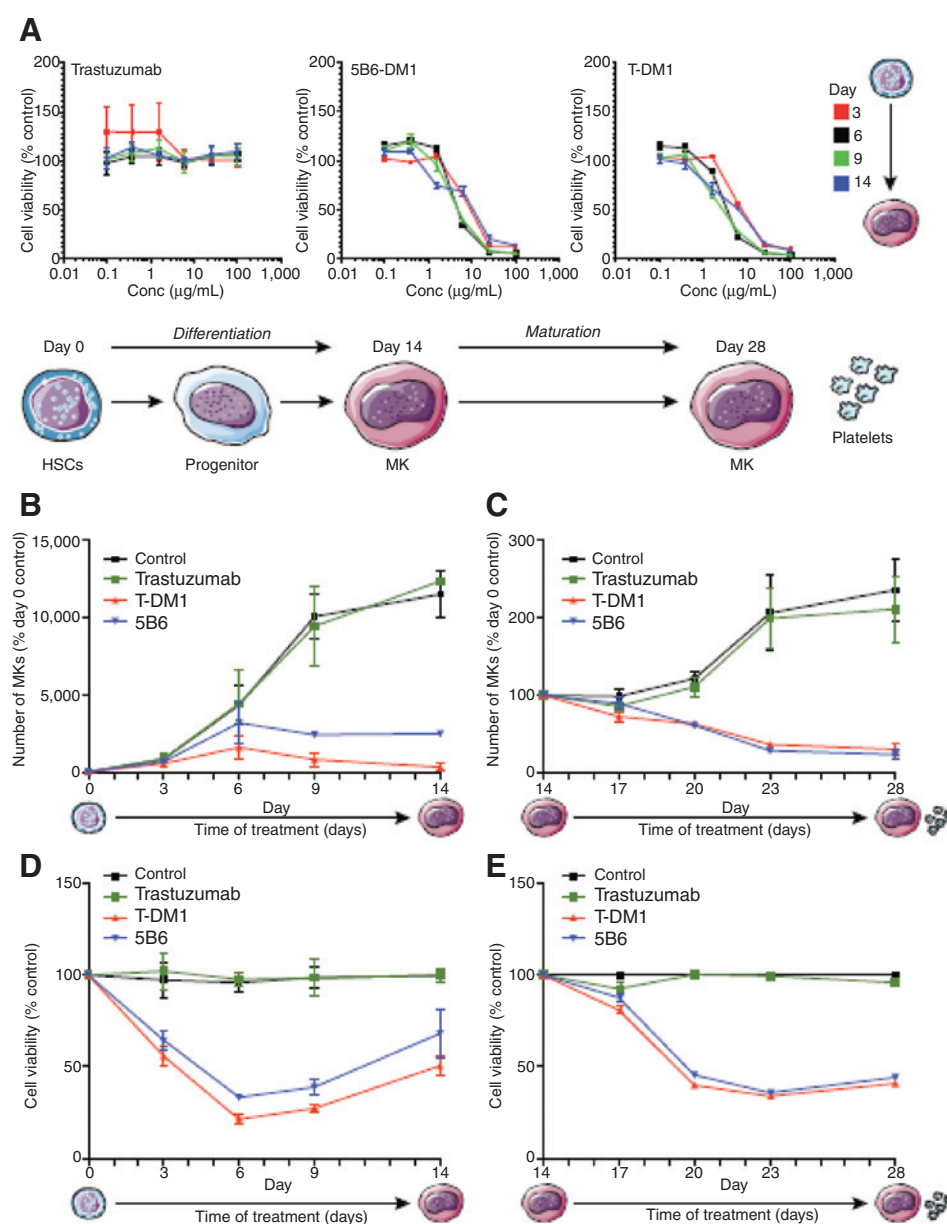 A
Trastuzumab
5B6-DM1
T-DM1
Cell viability (% control)
200
150
100
50
0
0.01 0.1 1 10 100 1,000
Conc (µg/mL)
Cell viability (% control)
200
150
100
50
0
0.01 0.1 1 10 100 1,000
Conc (µg/mL)
Cell viability (% control)
200
150
100
50
0
0.01 0.1 1 10 100 1,000
Conc (µg/mL)
Day
3
6
9
14
Differentiation
Maturation
Day 0
Day 14
Day 28
HSCs
Progenitor
MK
MK
Platelets
B
Number of MKs (% day 0 control)
15,000
10,000
5,000
0
Control
Trastuzumab
T-DM1
5B6
0 3 6 9 14
Day
Time of treatment (days)
C
Number of MKs (% day 0 control)
300
200
100
0
Control
Trastuzumab
T-DM1
5B6
14 17 20 23 28
Day
Time of treatment (days)
D
Cell viability (% control)
150
100
50
0
Control
Trastuzumab
T-DM1
5B6
0 3 6 9 14
Day
Time of treatment (days)
E
Cell viability (% control)
150
100
50
0
Control
Trastuzumab
T-DM1
5B6
14 17 20 23 28
Day
Time of treatment (days)